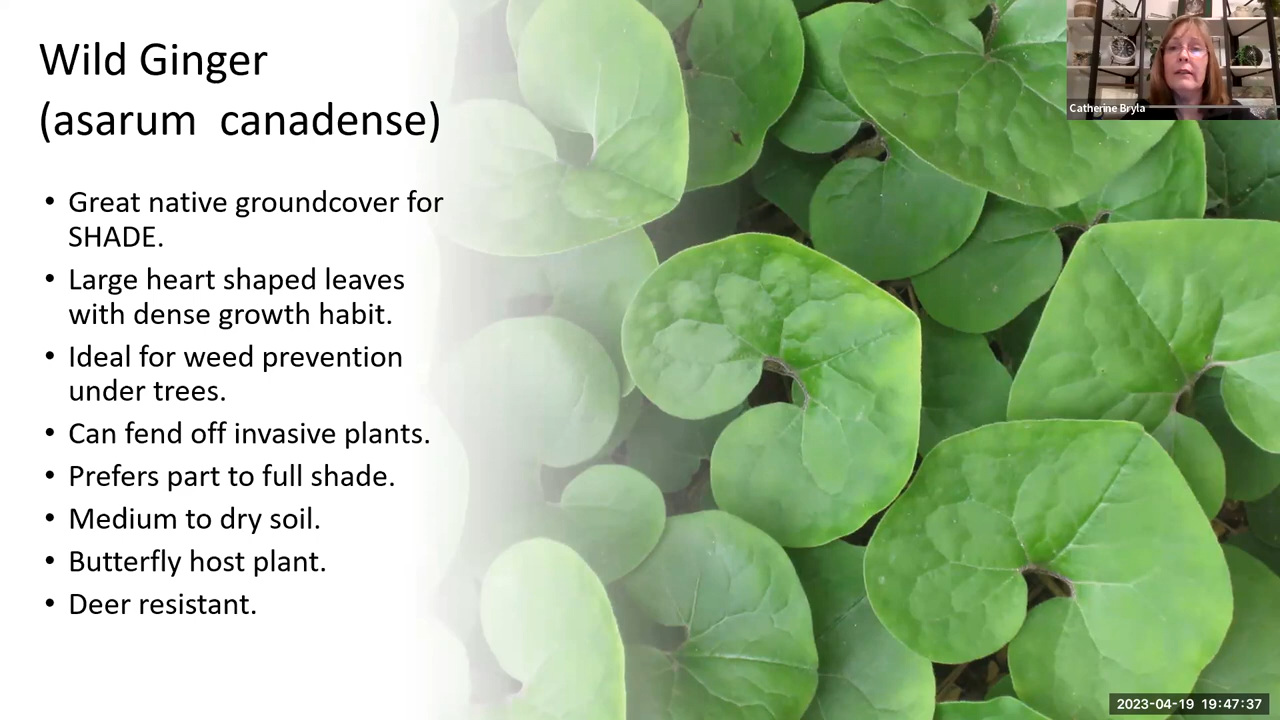 Wild Ginger
(asarum canadense)
• Great native groundcover for
SHADE.
• Large heart shaped leaves
with dense growth habit.
• Ideal for weed prevention
under trees.
• Can fend off invasive plants.
• Prefers part to full shade.
• Medium to dry soil.
• Butterfly host plant.
• Deer resistant.
Catherine Bryla
2023-04-19 19:47:37